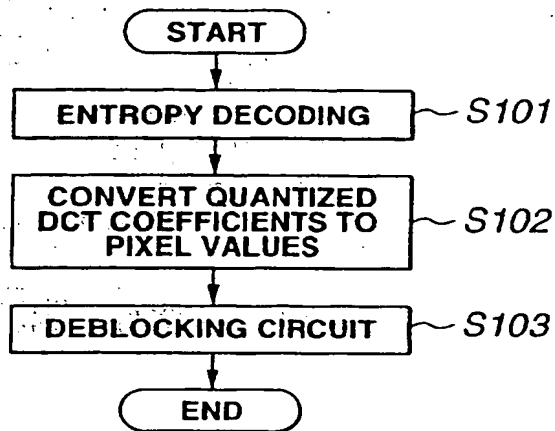 START
ENTROPY DECODING
S101
CONVERT QUANTIZED
DCT COEFFICIENTS TO
PIXEL VALUES
S102
DEBLOCKING CIRCUIT
S103
END